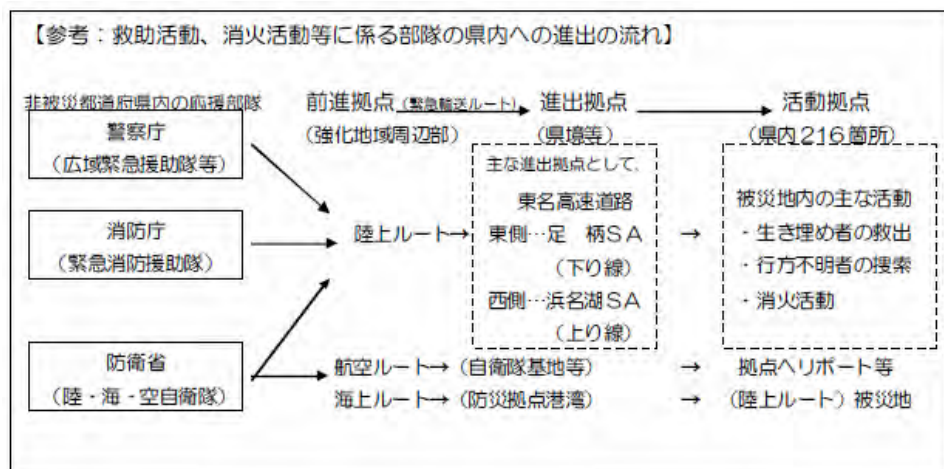 【参考：救助活動、消火活動等に係る部隊の県内への進出の流れ】
非被災都道府県内の応援部隊
前進拠点（緊急輸送ルート）進出拠点
活動拠点
警察庁
（広域緊急援助隊等）
（強化地域周辺部）
（県境等）
（県内216箇所）
主な進出拠点として、
東名高速道路
被災地内の主な活動
消防庁
（緊急消防援助隊）
陸上ルート→
東側…足　柄ＳＡ
→
・生き埋め者の救出
（下り線）
・行方不明者の捜索
西側…浜名湖ＳＡ
・消火活動
（上り線）
防衛省
（陸・海・空自衛隊）
航空ルート→（自衛隊基地等）　→　拠点ヘリポート等
海上ルート→（防災拠点港湾）　→　（陸上ルート）被災地